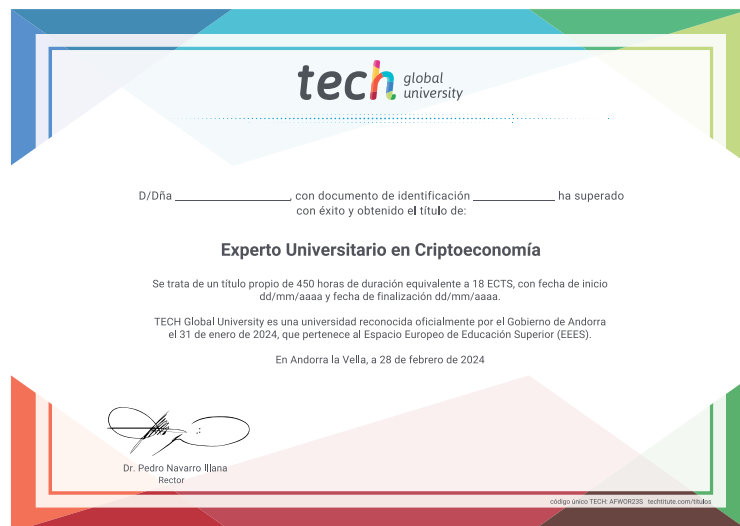 tech global university
D/Dña ______________, con documento de identificación ______________ ha superado
con éxito y obtenido el título de:
Experto Universitario en Criptoeconomía
Se trata de un título propio de 450 horas de duración equivalente a 18 ECTS, con fecha de inicio
dd/mm/aaaa y fecha de finalización dd/mm/aaaa.
TECH Global University es una universidad reconocida oficialmente por el Gobierno de Andorra
el 31 de enero de 2024, que pertenece al Espacio Europeo de Educación Superior (EEES).
En Andorra la Vella, a 28 de febrero de 2024
Dr. Pedro Navarro Illana
Rector
código único TECH: AFWOR23S techtitute.com/titulos